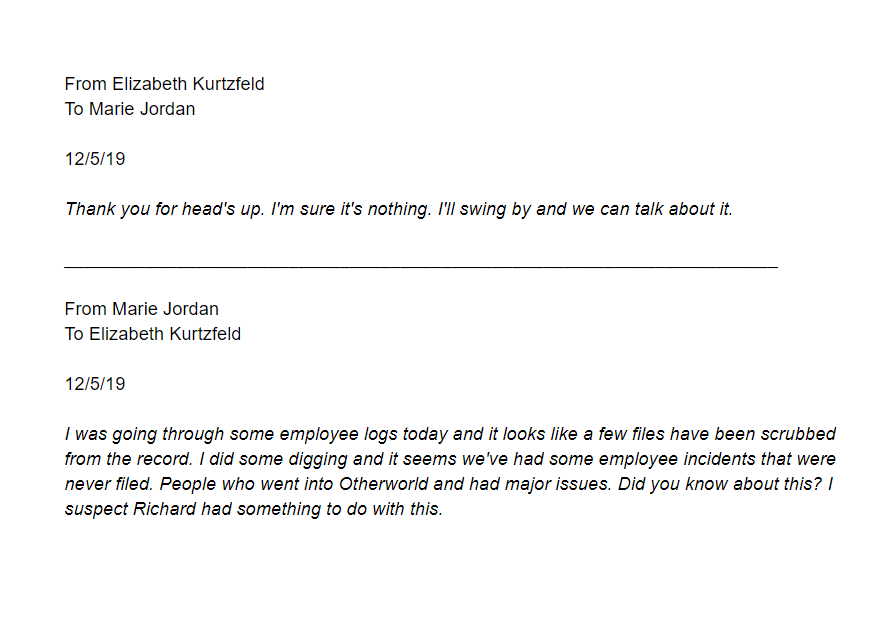 From Elizabeth Kurtzfeld
To Marie Jordan
12/5/19
Thank you for head's up. I'm sure it's nothing. I'll swing by and we can talk about it.
From Marie Jordan
To Elizabeth Kurtzfeld
12/5/19
I was going through some employee logs today and it looks like a few files have been scrubbed
from the record. I did some digging and it seems we've had some employee incidents that were
never filed. People who went into Otherworld and had major issues. Did you know about this? I
suspect Richard had something to do with this.